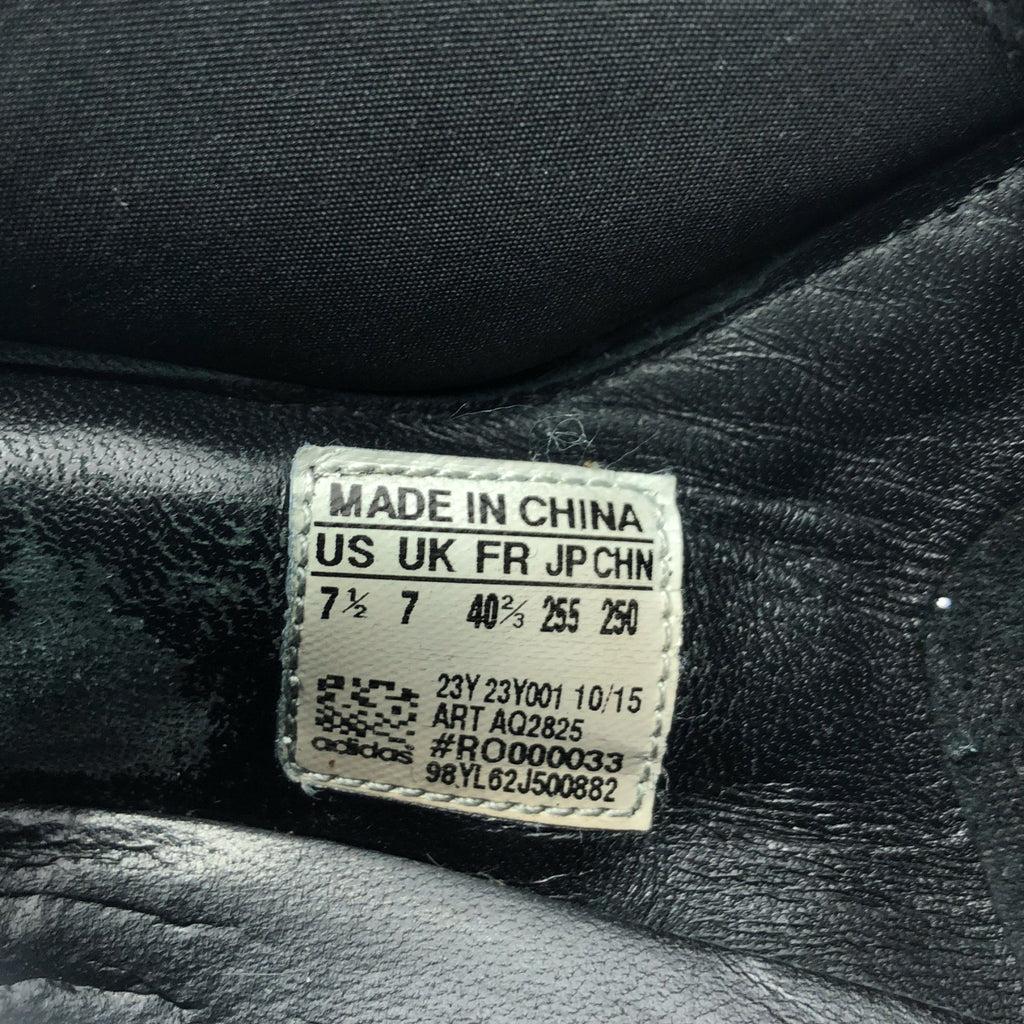 MADE IN CHINA
US UK FR JP CHN
7½ 7 40⅔ 255 250
23Y 23Y001 10/15
ART AQ2825
#RO000033
98YL62J500882
adidas